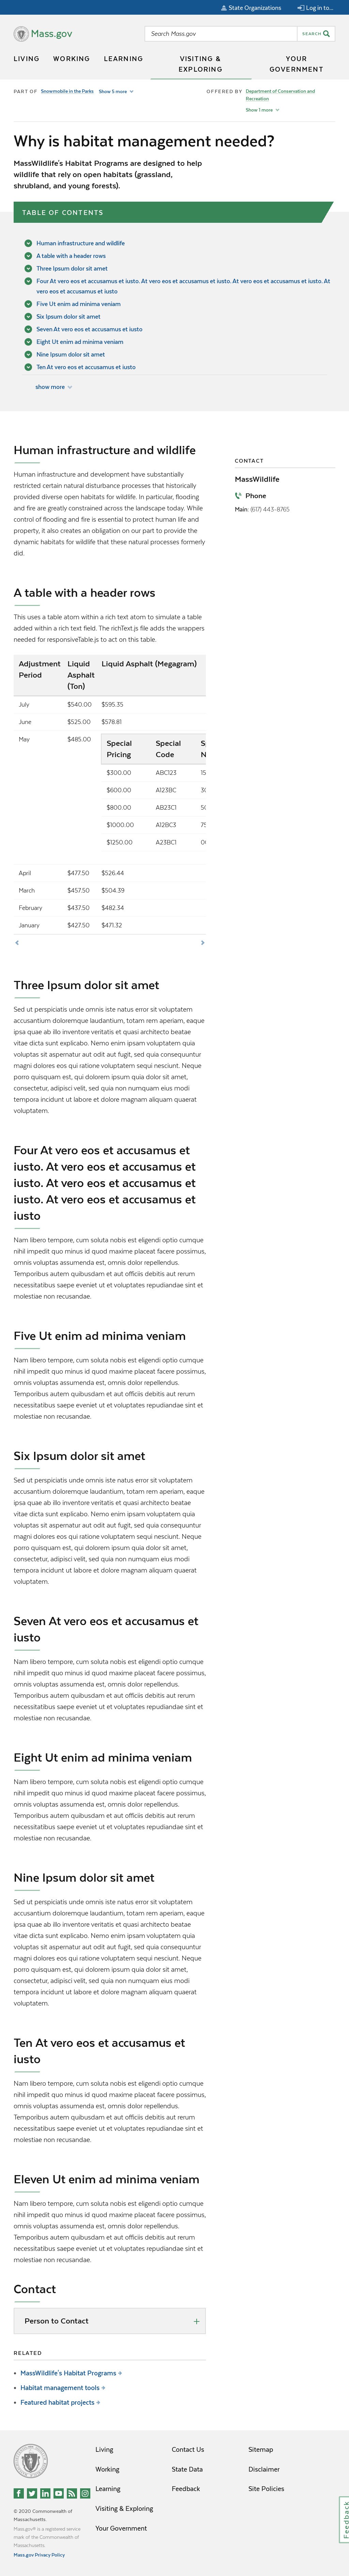 State Organizations
Log in to...
Mass.gov
Search Mass.gov
SEARCH
LIVING
WORKING
LEARNING
VISITING &
EXPLORING
YOUR
GOVERNMENT
PART OF
Snowmobile in the Parks
Show 5 more
OFFERED BY
Department of Conservation and
Recreation
Show 1 more
Why is habitat management needed?
MassWildlife's Habitat Programs are designed to help
wildlife that rely on open habitats (grassland,
shrubland, and young forests).
TABLE OF CONTENTS
Human infrastructure and wildlife
A table with a header rows
Three Ipsum dolor sit amet
Four At vero eos et accusamus et iusto. At vero eos et accusamus et iusto. At vero eos et accusamus et iusto. At
vero eos et accusamus et iusto
Five Ut enim ad minima veniam
Six Ipsum dolor sit amet
Seven At vero eos et accusamus et iusto
Eight Ut enim ad minima veniam
Nine Ipsum dolor sit amet
Ten At vero eos et accusamus et iusto
show more
Human infrastructure and wildlife
Human infrastructure and development have substantially
restricted certain natural disturbance processes that historically
provided diverse open habitats for wildlife. In particular, flooding
and fire are greatly constrained across the landscape today. While
control of flooding and fire is essential to protect human life and
property, it also creates an obligation on our part to provide the
dynamic habitats for wildlife that these natural processes formerly
did.
CONTACT
MassWildlife
Phone
Main: (617) 443-8765
A table with a header rows
This uses a table atom within a rich text atom to simulate a table
added within a rich text field. The richText.js file adds the wrappers
needed for responsiveTable.js to act on this table.
Adjustment
Period
Liquid
Asphalt
(Ton)
Liquid Asphalt (Megagram)
July $540.00 $595.35
June $525.00 $578.81
May $485.00
Special
Pricing
Special
Code
$300.00 ABC123
$600.00 A123BC
$800.00 AB23C1
$1000.00 A12BC3
$1250.00 A23BC1
April $477.50 $526.44
March $457.50 $504.39
February $437.50 $482.34
January $427.50 $471.32
Three Ipsum dolor sit amet
Sed ut perspiciatis unde omnis iste natus error sit voluptatem
accusantium doloremque laudantium, totam rem aperiam, eaque
ipsa quae ab illo inventore veritatis et quasi architecto beatae
vitae dicta sunt explicabo. Nemo enim ipsam voluptatem quia
voluptas sit aspernatur aut odit aut fugit, sed quia consequuntur
magni dolores eos qui ratione voluptatem sequi nesciunt. Neque
porro quisquam est, qui dolorem ipsum quia dolor sit amet,
consectetur, adipisci velit, sed quia non numquam eius modi
tempora incidunt ut labore et dolore magnam aliquam quaerat
voluptatem.
Four At vero eos et accusamus et
iusto. At vero eos et accusamus et
iusto. At vero eos et accusamus et
iusto. At vero eos et accusamus et
iusto
Nam libero tempore, cum soluta nobis est eligendi optio cumque
nihil impedit quo minus id quod maxime placeat facere possimus,
omnis voluptas assumenda est, omnis dolor repellendus.
Temporibus autem quibusdam et aut officiis debitis aut rerum
necessitatibus saepe eveniet ut et voluptates repudiandae sint et
molestiae non recusandae.
Five Ut enim ad minima veniam
Nam libero tempore, cum soluta nobis est eligendi optio cumque
nihil impedit quo minus id quod maxime placeat facere possimus,
omnis voluptas assumenda est, omnis dolor repellendus.
Temporibus autem quibusdam et aut officiis debitis aut rerum
necessitatibus saepe eveniet ut et voluptates repudiandae sint et
molestiae non recusandae.
Six Ipsum dolor sit amet
Sed ut perspiciatis unde omnis iste natus error sit voluptatem
accusantium doloremque laudantium, totam rem aperiam, eaque
ipsa quae ab illo inventore veritatis et quasi architecto beatae
vitae dicta sunt explicabo. Nemo enim ipsam voluptatem quia
voluptas sit aspernatur aut odit aut fugit, sed quia consequuntur
magni dolores eos qui ratione voluptatem sequi nesciunt. Neque
porro quisquam est, qui dolorem ipsum quia dolor sit amet,
consectetur, adipisci velit, sed quia non numquam eius modi
tempora incidunt ut labore et dolore magnam aliquam quaerat
voluptatem.
Seven At vero eos et accusamus et
iusto
Nam libero tempore, cum soluta nobis est eligendi optio cumque
nihil impedit quo minus id quod maxime placeat facere possimus,
omnis voluptas assumenda est, omnis dolor repellendus.
Temporibus autem quibusdam et aut officiis debitis aut rerum
necessitatibus saepe eveniet ut et voluptates repudiandae sint et
molestiae non recusandae.
Eight Ut enim ad minima veniam
Nam libero tempore, cum soluta nobis est eligendi optio cumque
nihil impedit quo minus id quod maxime placeat facere possimus,
omnis voluptas assumenda est, omnis dolor repellendus.
Temporibus autem quibusdam et aut officiis debitis aut rerum
necessitatibus saepe eveniet ut et voluptates repudiandae sint et
molestiae non recusandae.
Nine Ipsum dolor sit amet
Sed ut perspiciatis unde omnis iste natus error sit voluptatem
accusantium doloremque laudantium, totam rem aperiam, eaque
ipsa quae ab illo inventore veritatis et quasi architecto beatae
vitae dicta sunt explicabo. Nemo enim ipsam voluptatem quia
voluptas sit aspernatur aut odit aut fugit, sed quia consequuntur
magni dolores eos qui ratione voluptatem sequi nesciunt. Neque
porro quisquam est, qui dolorem ipsum quia dolor sit amet,
consectetur, adipisci velit, sed quia non numquam eius modi
tempora incidunt ut labore et dolore magnam aliquam quaerat
voluptatem.
Ten At vero eos et accusamus et
iusto
Nam libero tempore, cum soluta nobis est eligendi optio cumque
nihil impedit quo minus id quod maxime placeat facere possimus,
omnis voluptas assumenda est, omnis dolor repellendus.
Temporibus autem quibusdam et aut officiis debitis aut rerum
necessitatibus saepe eveniet ut et voluptates repudiandae sint et
molestiae non recusandae.
Eleven Ut enim ad minima veniam
Nam libero tempore, cum soluta nobis est eligendi optio cumque
nihil impedit quo minus id quod maxime placeat facere possimus,
omnis voluptas assumenda est, omnis dolor repellendus.
Temporibus autem quibusdam et aut officiis debitis aut rerum
necessitatibus saepe eveniet ut et voluptates repudiandae sint et
molestiae non recusandae.
Contact
Person to Contact
RELATED
MassWildlife's Habitat Programs
Habitat management tools
Featured habitat projects
Living
Working
Learning
Visiting & Exploring
Your Government
Contact Us
State Data
Feedback
Sitemap
Disclaimer
Site Policies
© 2020 Commonwealth of
Massachusetts.
Mass.gov® is a registered service
mark of the Commonwealth of
Massachusetts.
Mass.gov Privacy Policy
Feedback